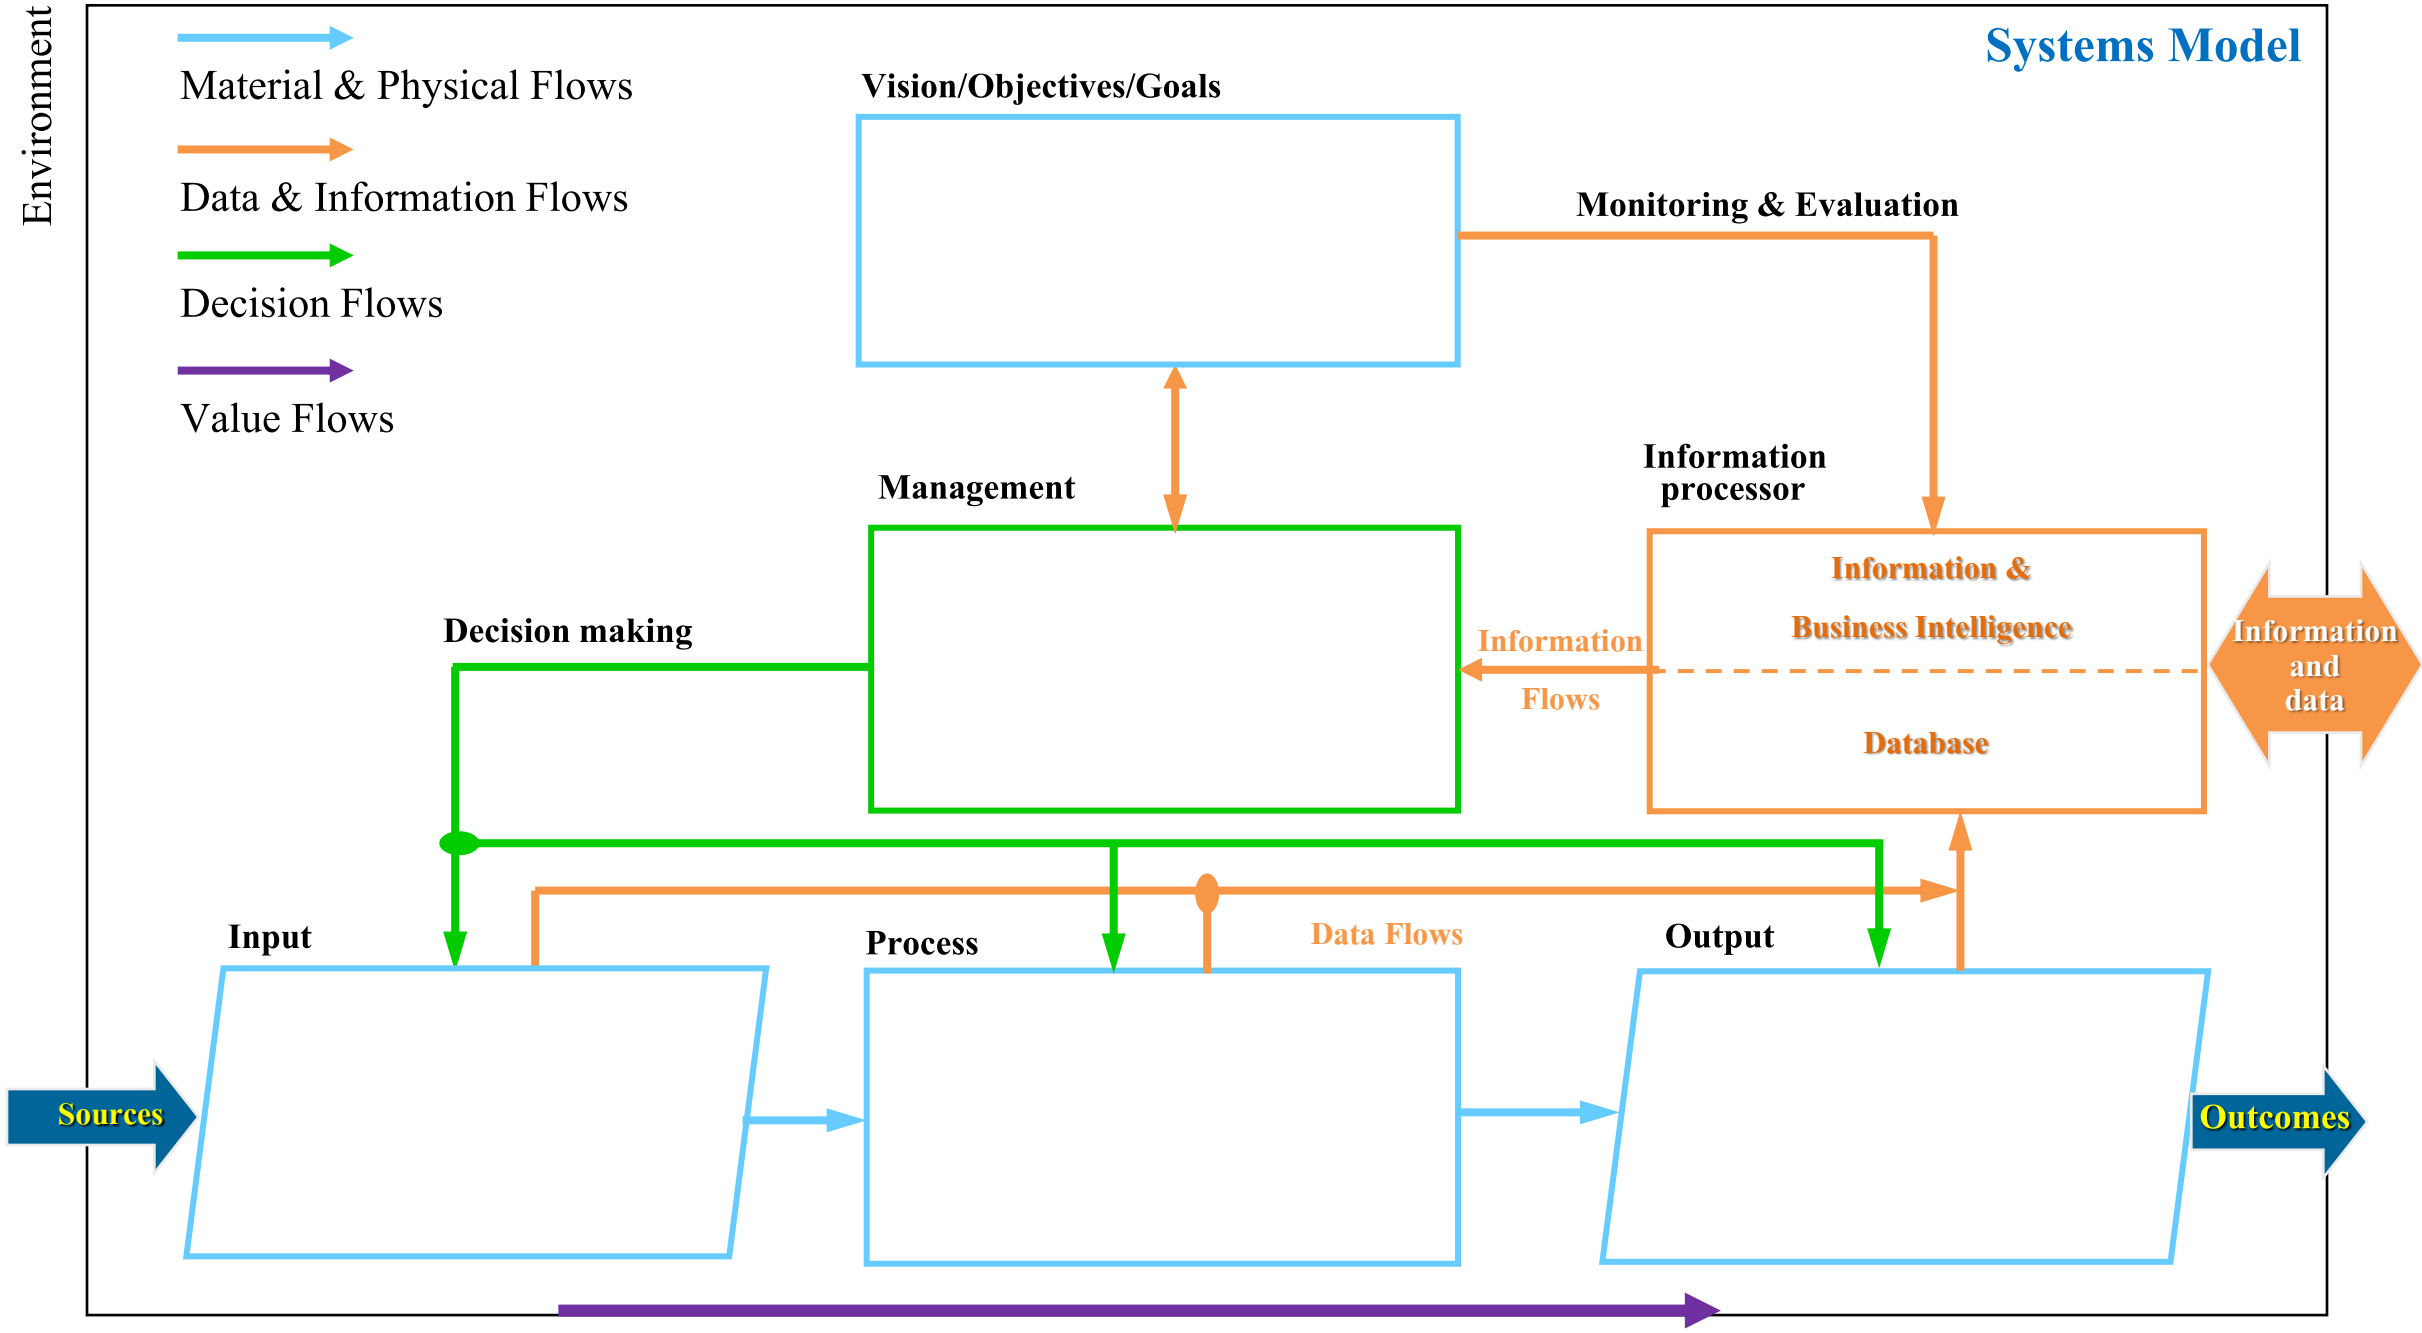 Environment
Systems Model
Material & Physical Flows
Data & Information Flows
Decision Flows
Value Flows
Vision/Objectives/Goals
Monitoring & Evaluation
Management
Information
processor
Information &
Business Intelligence
Database
Information
and
data
Information
Flows
Decision making
Input
Process
Data Flows
Output
Sources
Outcomes